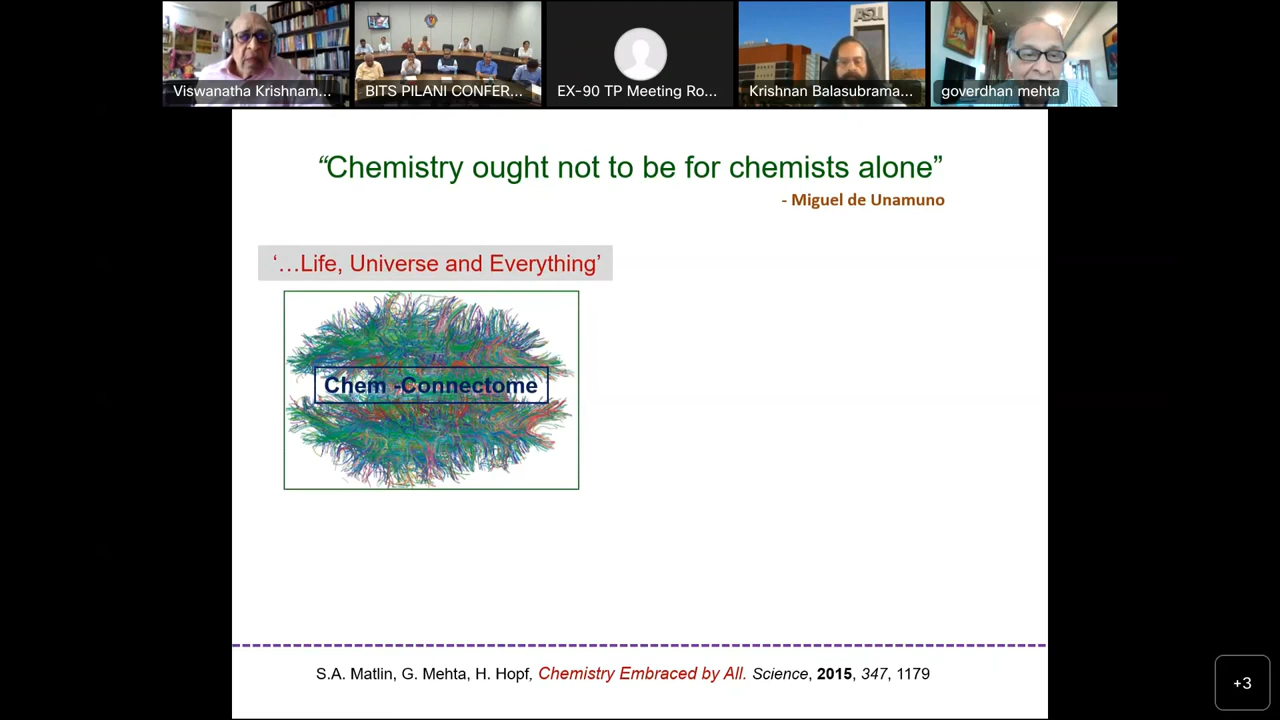 ASU
Viswanatha Krishnam...
BITS PILANI CONFER...
EX-90 TP Meeting Ro...
Krishnan Balasubrama...
goverdhan mehta
“Chemistry ought not to be for chemists alone”
- Miguel de Unamuno
‘…Life, Universe and Everything’
Chem -Connectome
S.A. Matlin, G. Mehta, H. Hopf, Chemistry Embraced by All. Science, 2015, 347, 1179
+3